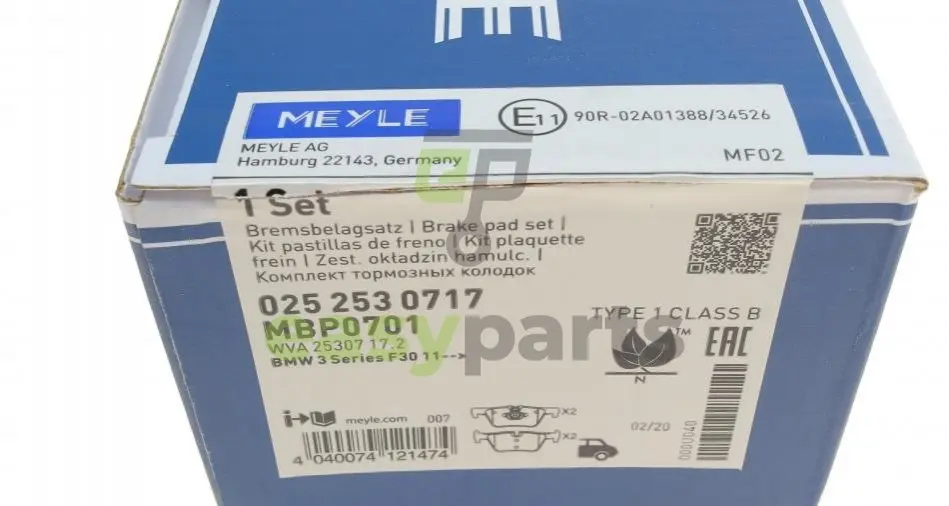 MEYLE
E11 90R-02A01388/34526
MEYLE AG
Hamburg 22143, Germany
MF02
1 Set
Bremsbelagsatz | Brake pad set |
Kit pastillas de freno | Kit plaquette
frein | Zest. okładzin hamulc. |
Комплект тормозных колодок
025 253 0717
MBP0701
WVA 25307 17.2
BMW 3 Series F30 11-->
TYPE 1 CLASS B
TM
EAC
N
meyle.com 007
X2
X2
02/20
000U040
4 040074 121474
parts